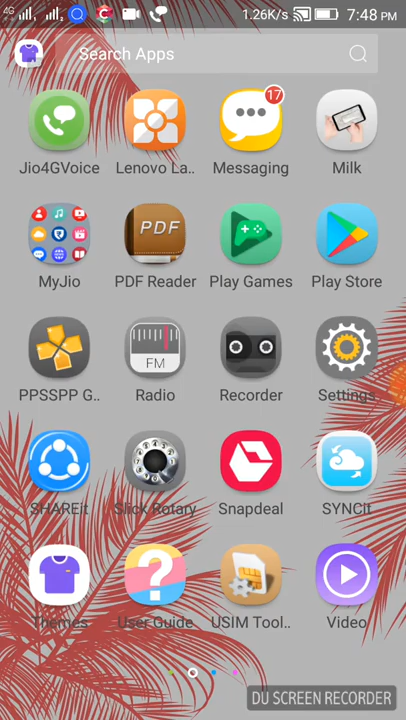 4G
1.26K/s
7:48 PM
Search Apps
17
Jio4GVoice
Lenovo La..
Messaging
Milk
PDF
MyJio
PDF Reader
Play Games
Play Store
FM
PPSSPP G..
Radio
Recorder
Settings
SHAREit
Slick Rotary
Snapdeal
SYNCit
?
Themes
User Guide
USIM Tool..
Video
DU SCREEN RECORDER